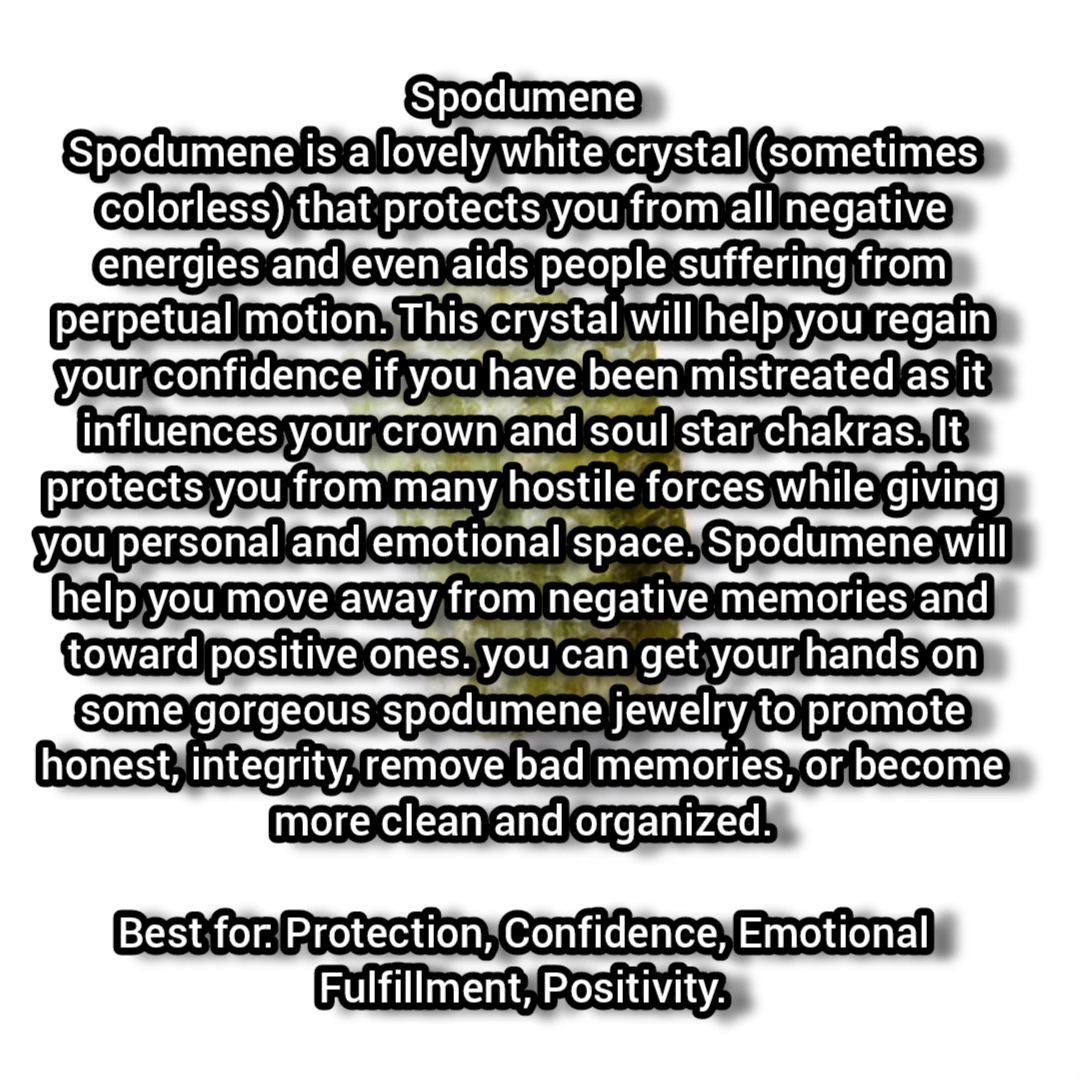 Spodumene
Spodumene is a lovely white crystal (sometimes
colorless) that protects you from all negative
energies and even aids people suffering from
perpetual motion. This crystal will help you regain
your confidence if you have been mistreated as it
influences your crown and soul star chakras. It
protects you from many hostile forces while giving
you personal and emotional space. Spodumene will
help you move away from negative memories and
toward positive ones. you can get your hands on
some gorgeous spodumene jewelry to promote
honest, integrity, remove bad memories, or become
more clean and organized.
Best for: Protection, Confidence, Emotional
Fulfillment, Positivity.